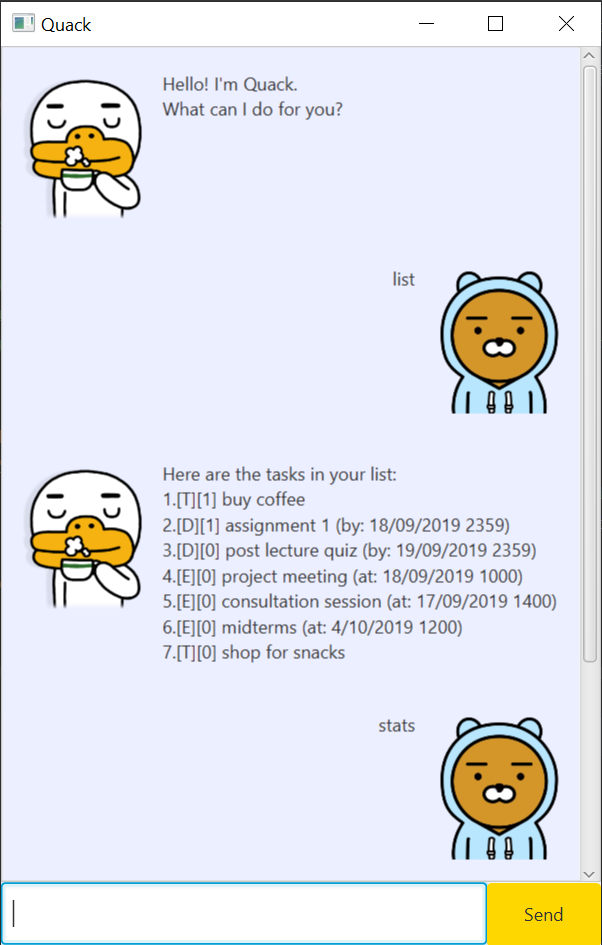 Quack
Hello! I'm Quack.
What can I do for you?
list
Here are the tasks in your list:
1.[T][1] buy coffee
2.[D][1] assignment 1 (by: 18/09/2019 2359)
3.[D][0] post lecture quiz (by: 19/09/2019 2359)
4.[E][0] project meeting (at: 18/09/2019 1000)
5.[E][0] consultation session (at: 17/09/2019 1400)
6.[E][0] midterms (at: 4/10/2019 1200)
7.[T][0] shop for snacks
stats
Send